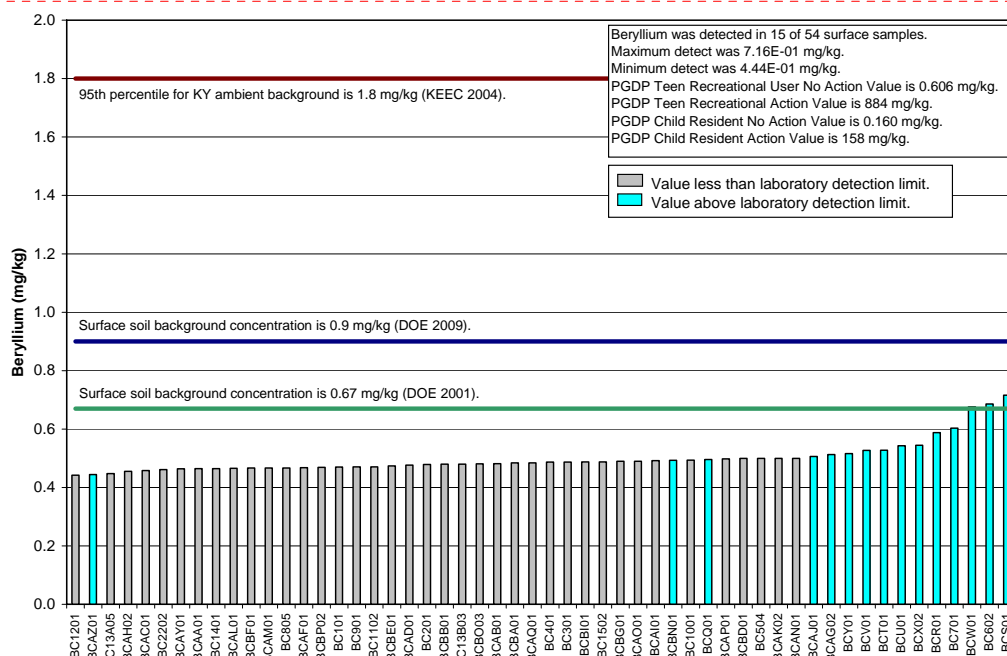 2.0
1.8
1.6
1.4
1.2
1.0
0.8
0.6
0.4
0.2
0.0
Beryllium (mg/kg)
Beryllium was detected in 15 of 54 surface samples.
Maximum detect was 7.16E-01 mg/kg.
Minimum detect was 4.44E-01 mg/kg.
PGDP Teen Recreational User No Action Value is 0.606 mg/kg.
PGDP Teen Recreational Action Value is 884 mg/kg.
PGDP Child Resident No Action Value is 0.160 mg/kg.
PGDP Child Resident Action Value is 158 mg/kg.
Value less than laboratory detection limit.
Value above laboratory detection limit.
95th percentile for KY ambient background is 1.8 mg/kg (KEEC 2004).
Surface soil background concentration is 0.9 mg/kg (DOE 2009).
Surface soil background concentration is 0.67 mg/kg (DOE 2001).
BC1201
BCAZ01
BC13A05
BCAH02
BCAC01
BC2202
BCAY01
BCAA01
BC1401
BCAL01
BCBF01
BCAM01
BC805
BCAF01
BCBP02
BC101
BC901
BC1102
BCBE01
BCAD01
BC201
BCBB01
BC13B03
BCBO03
BCAB01
BCBA01
BCAQ01
BC401
BC301
BCBI01
BC1502
BCBG01
BCAO01
BCAI01
BCBN01
BC1001
BCQ01
BCAP01
BCBD01
BC504
BCAK02
BCAN01
BCAJ01
BCAG02
BCY01
BCV01
BCT01
BCU01
BCX02
BCR01
BC701
BCW01
BC602